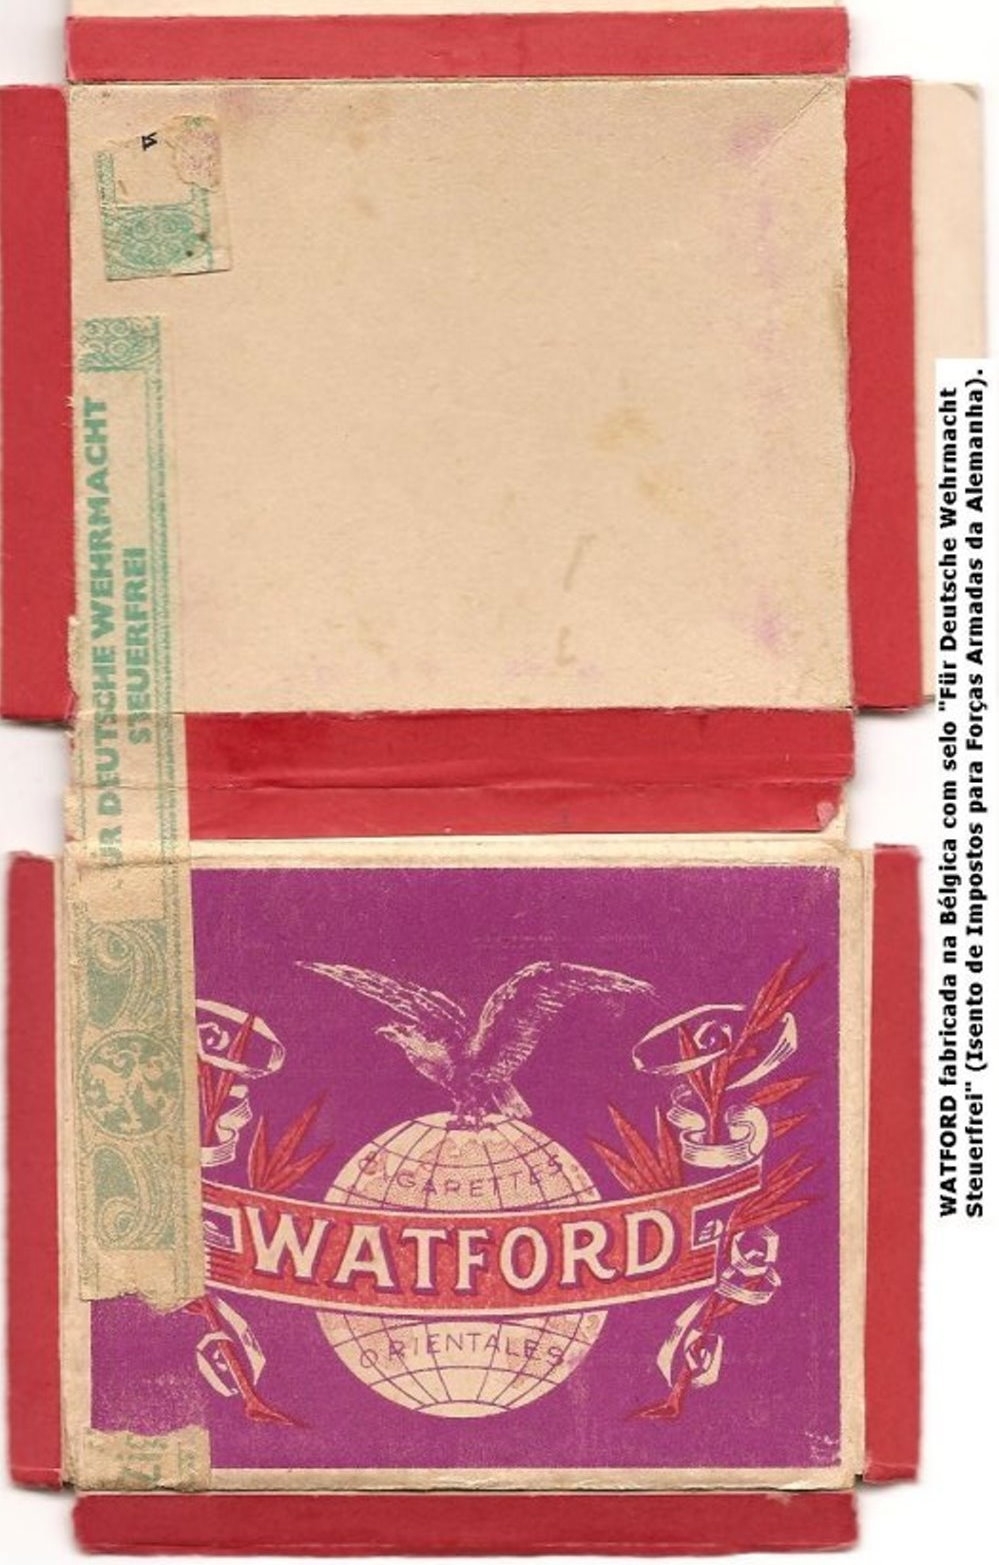 UR DEUTSCHE WEHRMACHT
STEUERFREI
CIGARETTES
WATFORD
ORIENTALES
WATFORD fabricada na Bélgica com selo "Für Deutsche Wehrmacht
Steuerfrei" (Isento de Impostos para Forças Armadas da Alemanha).